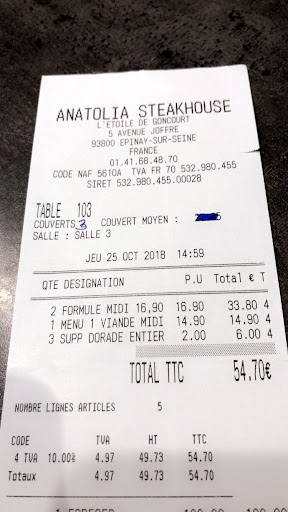 ANATOLIA STEAKHOUSE
L'ETOILE DE GONCOURT
5 AVENUE JOFFRE
93800 EPINAY-SUR-SEINE
FRANCE
01.41.68.48.70
CODE NAF 5610A TVA FR 70 532.980.455
SIRET 532.980.455.00028
TABLE 103
COUVERTS 3 COUVERT MOYEN :
SALLE : SALLE 3
JEU 25 OCT 2018 14:59
QTE DESIGNATION P.U Total € T
2 FORMULE MIDI 16,90 16.90 33.80 4
1 MENU 1 VIANDE MIDI 14.90 14.90 4
3 SUPP DORADE ENTIER 2.00 6.00 4
TOTAL TTC 54.70€
NOMBRE LIGNES ARTICLES 5
CODE TVA HT TTC
4 TVA 10.00% 4.97 49.73 54.70
Totaux 4.97 49.73 54.70